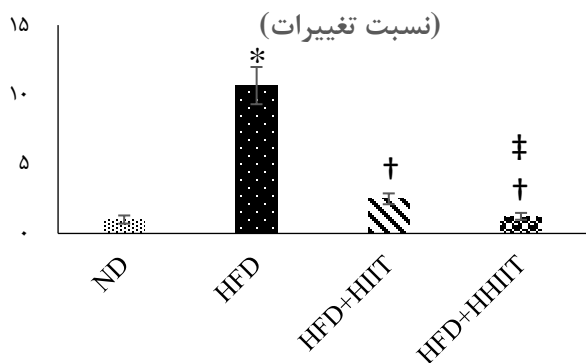 (نسبت تغییرات)
۱۵
۱۰
۵
۰
*
†
‡
†
ND
HFD
HFD+HIIT
HFD+HHIIT